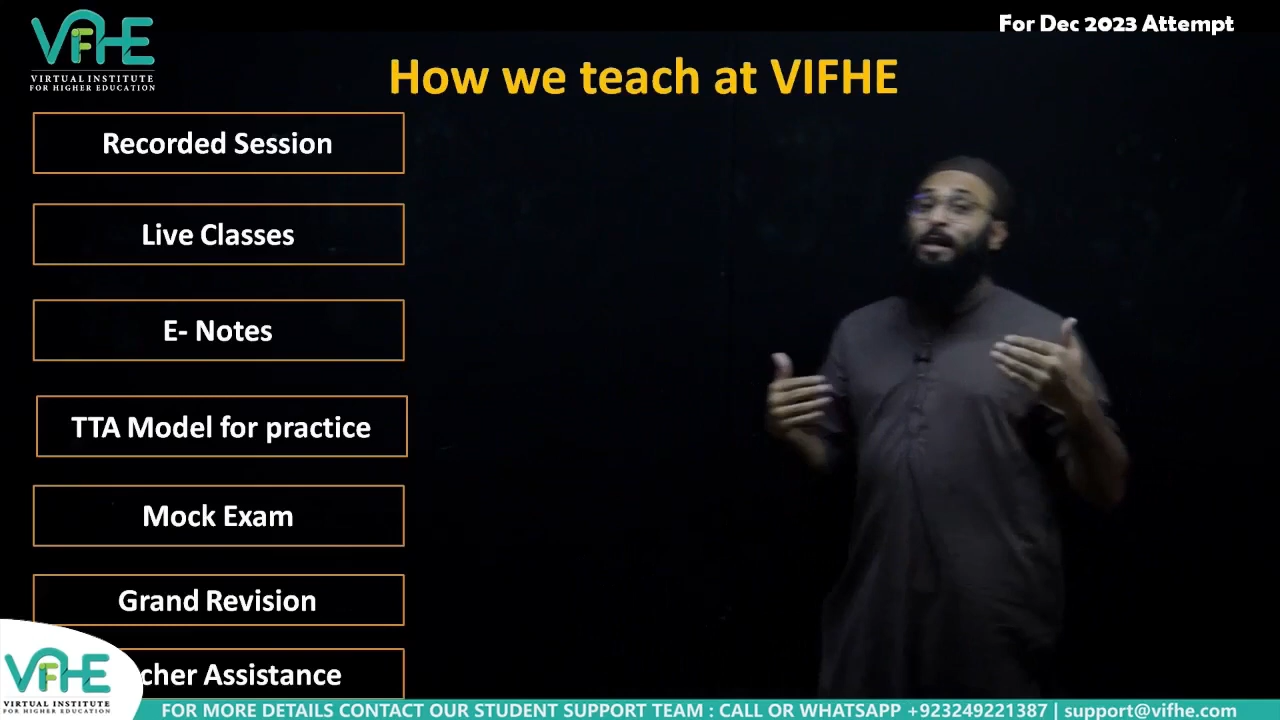 VIFHE
VIRTUAL INSTITUTE
FOR HIGHER EDUCATION
For Dec 2023 Attempt
How we teach at VIFHE
Recorded Session
Live Classes
E- Notes
TTA Model for practice
Mock Exam
Grand Revision
cher Assistance
VIFHE
VIRTUAL INSTITUTE
FOR HIGHER EDUCATION
FOR MORE DETAILS CONTACT OUR STUDENT SUPPORT TEAM : CALL OR WHATSAPP +923249221387 | support@vifhe.com